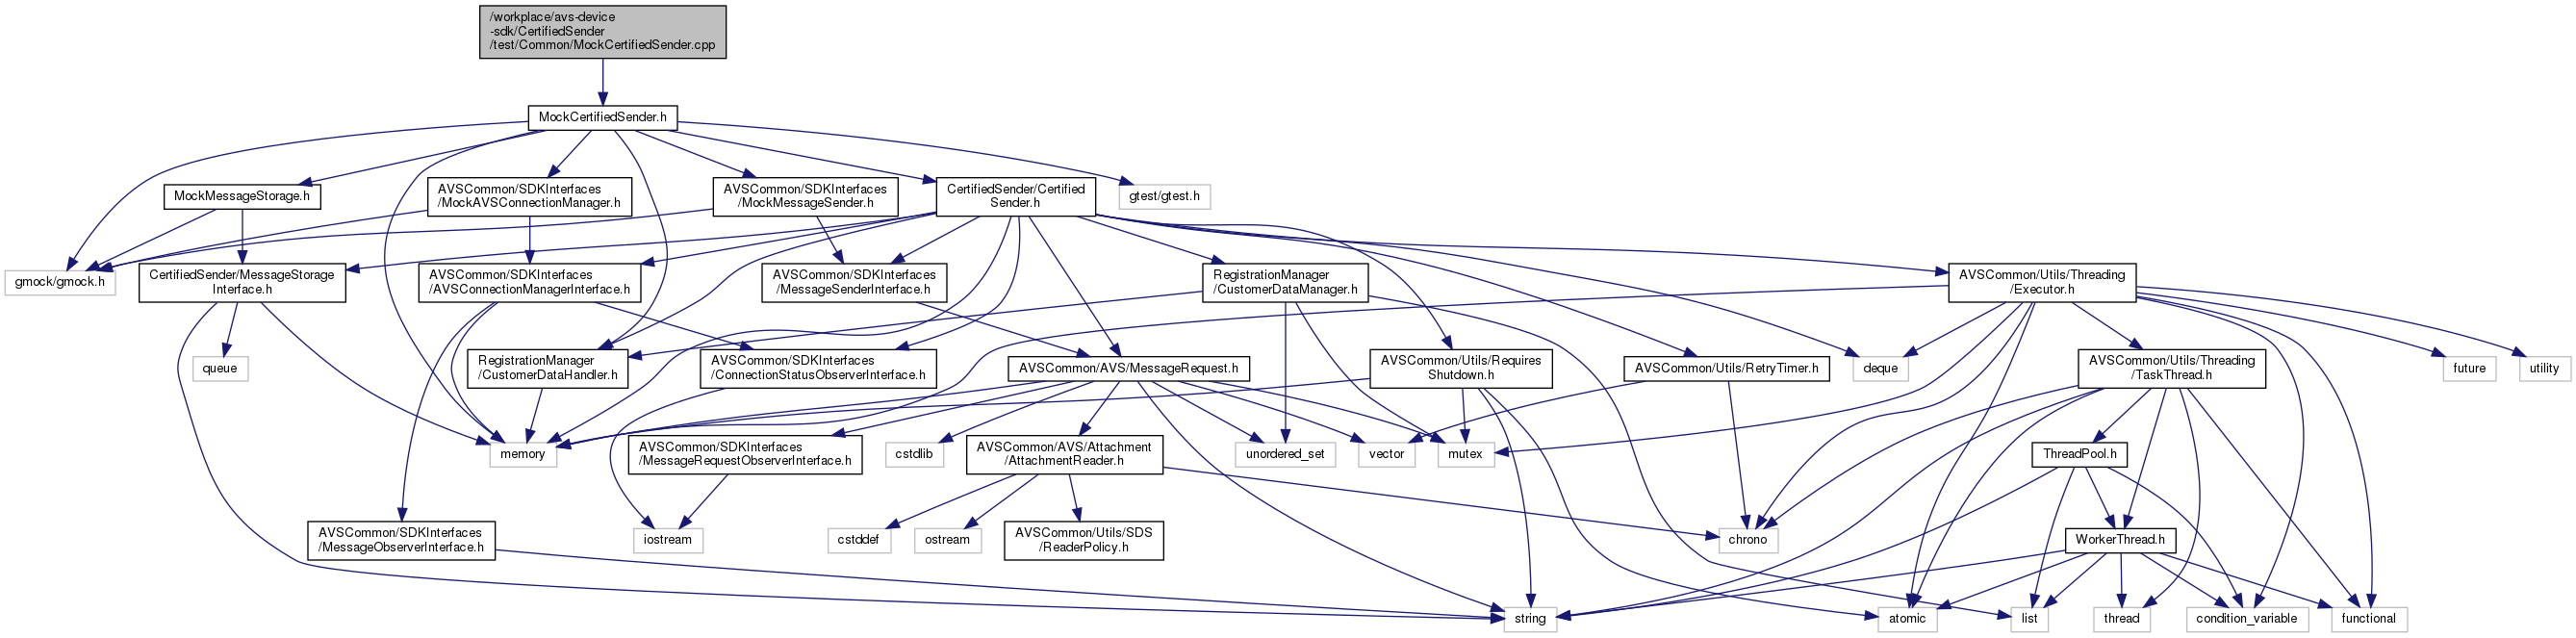 /workplace/avs-device
-sdk/CertifiedSender
/test/Common/MockCertifiedSender.cpp
MockCertifiedSender.h
MockMessageStorage.h
AVSCommon/SDKInterfaces
/MockAVSConnectionManager.h
AVSCommon/SDKInterfaces
/MockMessageSender.h
CertifiedSender/Certified
Sender.h
gtest/gtest.h
gmock/gmock.h
CertifiedSender/MessageStorage
Interface.h
AVSCommon/SDKInterfaces
/AVSConnectionManagerInterface.h
AVSCommon/SDKInterfaces
/MessageSenderInterface.h
RegistrationManager
/CustomerDataManager.h
AVSCommon/Utils/Threading
/Executor.h
queue
RegistrationManager
/CustomerDataHandler.h
AVSCommon/SDKInterfaces
/ConnectionStatusObserverInterface.h
AVSCommon/AVS/MessageRequest.h
AVSCommon/Utils/Requires
Shutdown.h
AVSCommon/Utils/RetryTimer.h
deque
AVSCommon/Utils/Threading
/TaskThread.h
future
utility
memory
AVSCommon/SDKInterfaces
/MessageRequestObserverInterface.h
cstdlib
AVSCommon/AVS/Attachment
/AttachmentReader.h
unordered_set
vector
mutex
ThreadPool.h
AVSCommon/SDKInterfaces
/MessageObserverInterface.h
iostream
cstddef
ostream
AVSCommon/Utils/SDS
/ReaderPolicy.h
chrono
WorkerThread.h
string
atomic
list
thread
condition_variable
functional